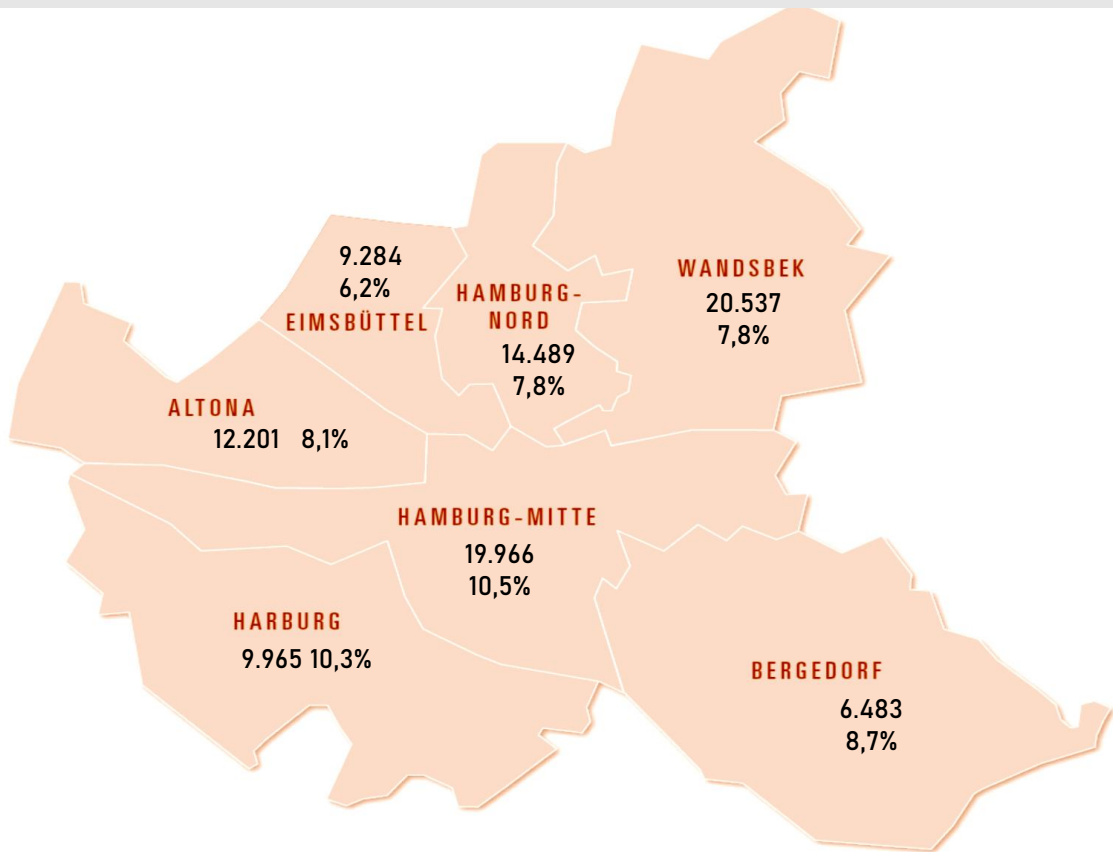 9.284
6,2%
EIMSBÜTTEL
HAMBURG-
NORD
14.489
7,8%
WANDSBEK
20.537
7,8%
ALTONA
12.201 8,1%
HAMBURG-MITTE
19.966
10,5%
HARBURG
9.965 10,3%
BERGEDORF
6.483
8,7%